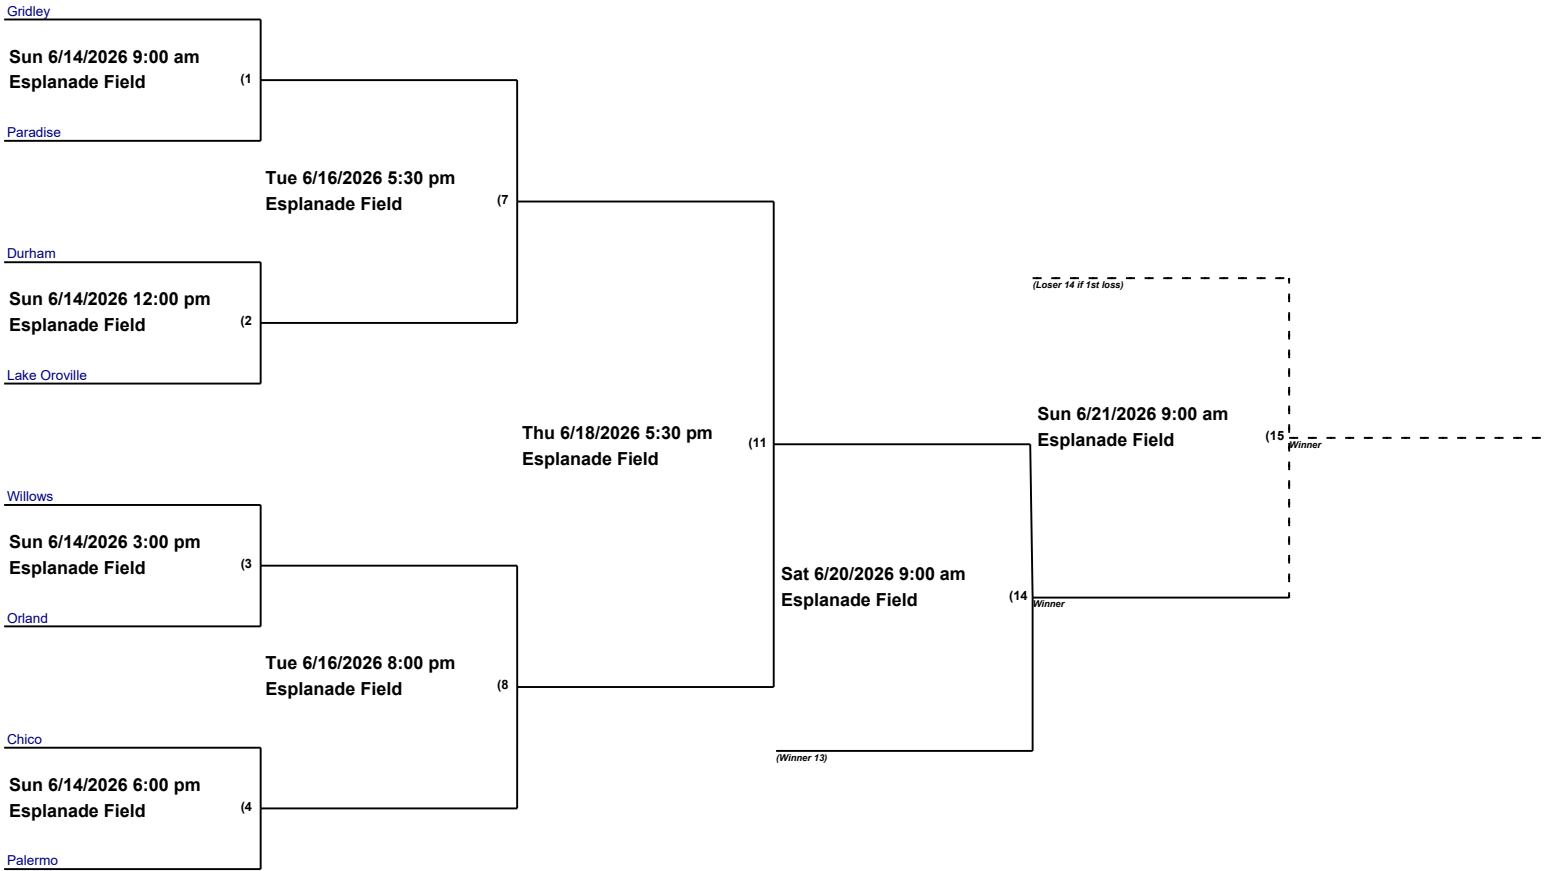 Gridley
Sun 6/14/2026 9:00 am
Esplanade Field
(1
Paradise
Tue 6/16/2026 5:30 pm
Esplanade Field
(7
Durham
Sun 6/14/2026 12:00 pm
Esplanade Field
(2
Lake Oroville
(Loser 14 if 1st loss)
Thu 6/18/2026 5:30 pm
Esplanade Field
(11
Sun 6/21/2026 9:00 am
Esplanade Field
(15
Winner
Willows
Sun 6/14/2026 3:00 pm
Esplanade Field
(3
Orland
Sat 6/20/2026 9:00 am
Esplanade Field
(14
Winner
Tue 6/16/2026 8:00 pm
Esplanade Field
(8
Chico
(Winner 13)
Sun 6/14/2026 6:00 pm
Esplanade Field
(4
Palermo